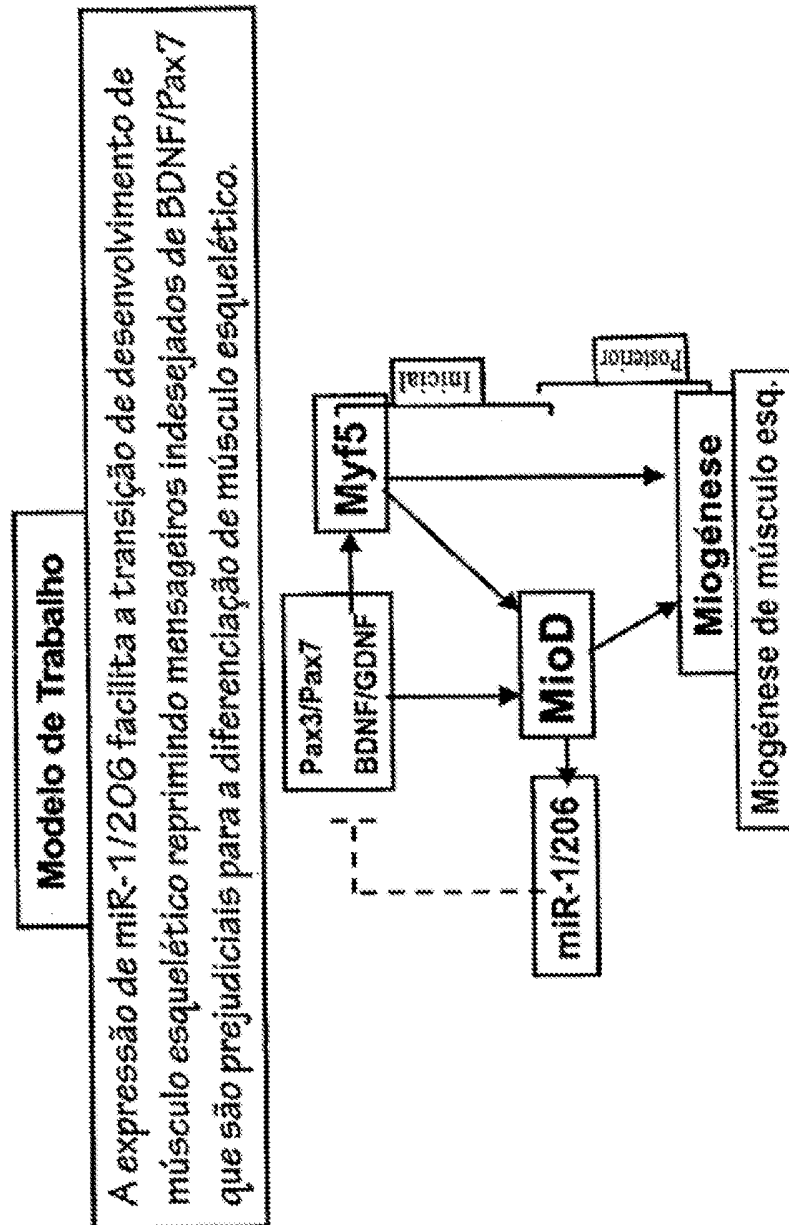 Modelo de Trabalho
A expressão de miR-1/206 facilita a transição de desenvolvimento de
músculo esquelético reprimindo mensageiros indesejados de BDNF/Pax7
que são prejudiciais para a diferenciação de músculo esquelético.
Pax3/Pax7
BDNF/GDNF
Myf5
Inicial
miR-1/206
MioD
Posterior
Miogénese
Miogénese de músculo esq.